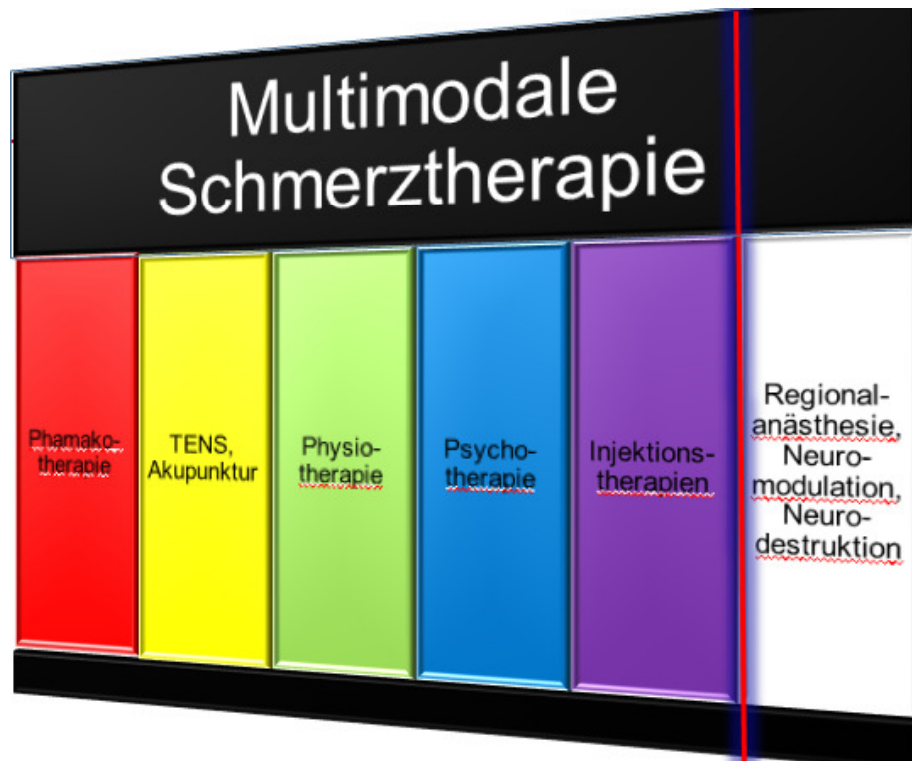 Multimodale
Schmerztherapie
Phamako-
therapie
TENS,
Akupunktur
Physio-
therapie
Psycho-
therapie
Injektions-
therapien
Regional-
anästhesie,
Neuro-
modulation,
Neuro-
destruktion